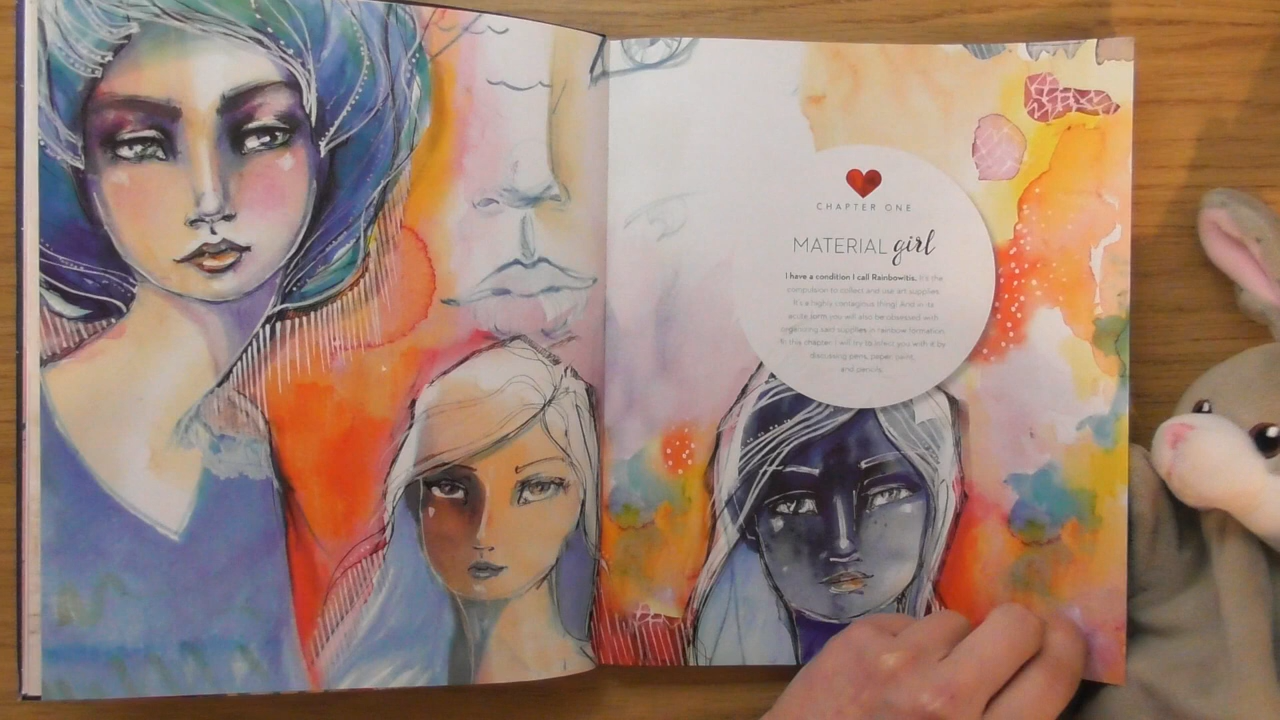 CHAPTER ONE
MATERIAL girl
I have a condition I call Rainbowitis. It's the
compulsion to collect and use art supplies.
It's a highly contagious thing! And in its
acute form you will also be obsessed with
organizing said supplies in rainbow formation.
In this chapter I will try to infect you with it by
discussing pens, paper, paint,
and pencils.